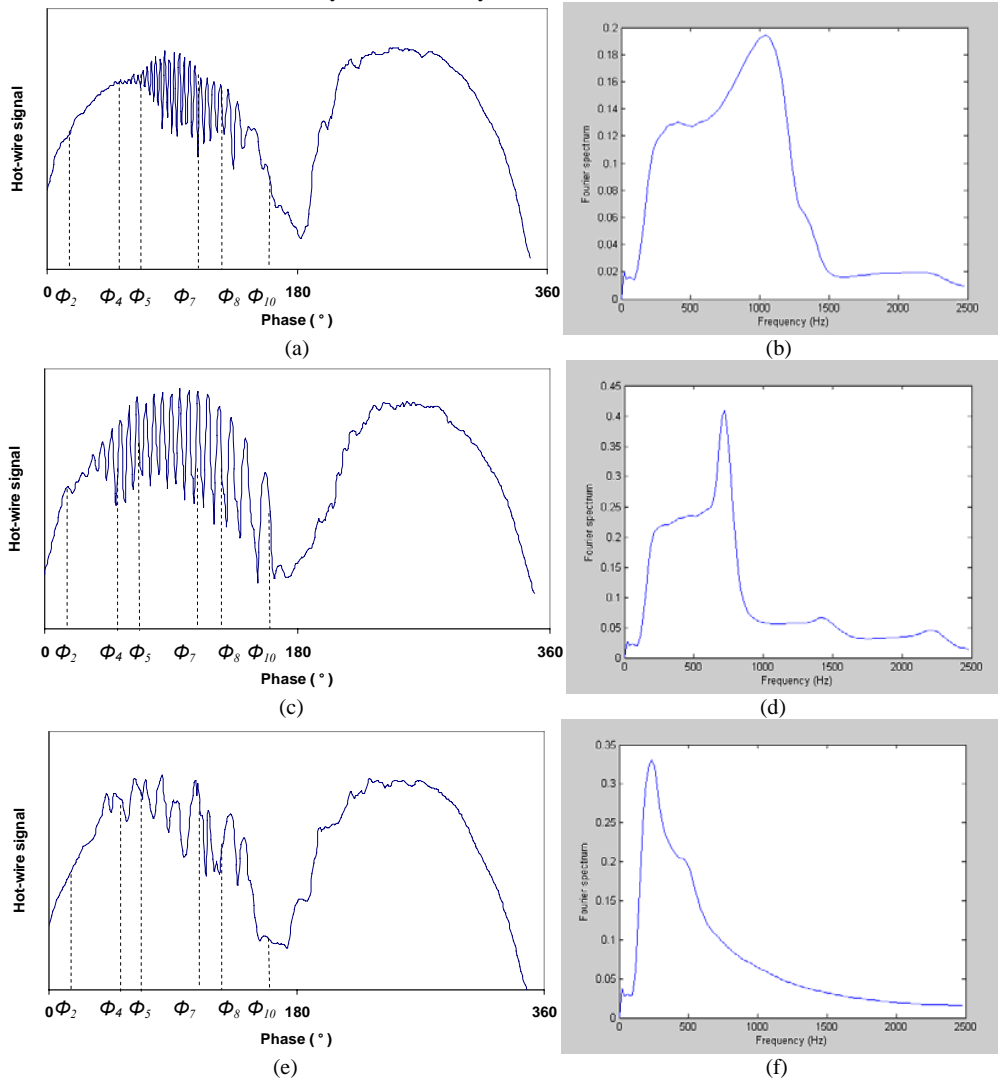 Hot-wire signal
0 Φ2 Φ4 Φ5 Φ7 Φ8 Φ10 180 360
Phase ( ° )
(a)
0.2
0.18
0.16
0.14
0.12
0.1
0.08
0.06
0.04
0.02
0
Fourier spectrum
0 500 1000 1500 2000 2500
Frequency (Hz)
(b)
Hot-wire signal
0 Φ2 Φ4 Φ5 Φ7 Φ8 Φ10 180 360
Phase ( ° )
(c)
0.45
0.4
0.35
0.3
0.25
0.2
0.15
0.1
0.05
0
Fourier spectrum
0 500 1000 1500 2000 2500
Frequency (Hz)
(d)
Hot-wire signal
0 Φ2 Φ4 Φ5 Φ7 Φ8 Φ10 180 360
Phase ( ° )
(e)
0.35
0.3
0.25
0.2
0.15
0.1
0.05
0
Fourier spectrum
0 500 1000 1500 2000 2500
Frequency (Hz)
(f)